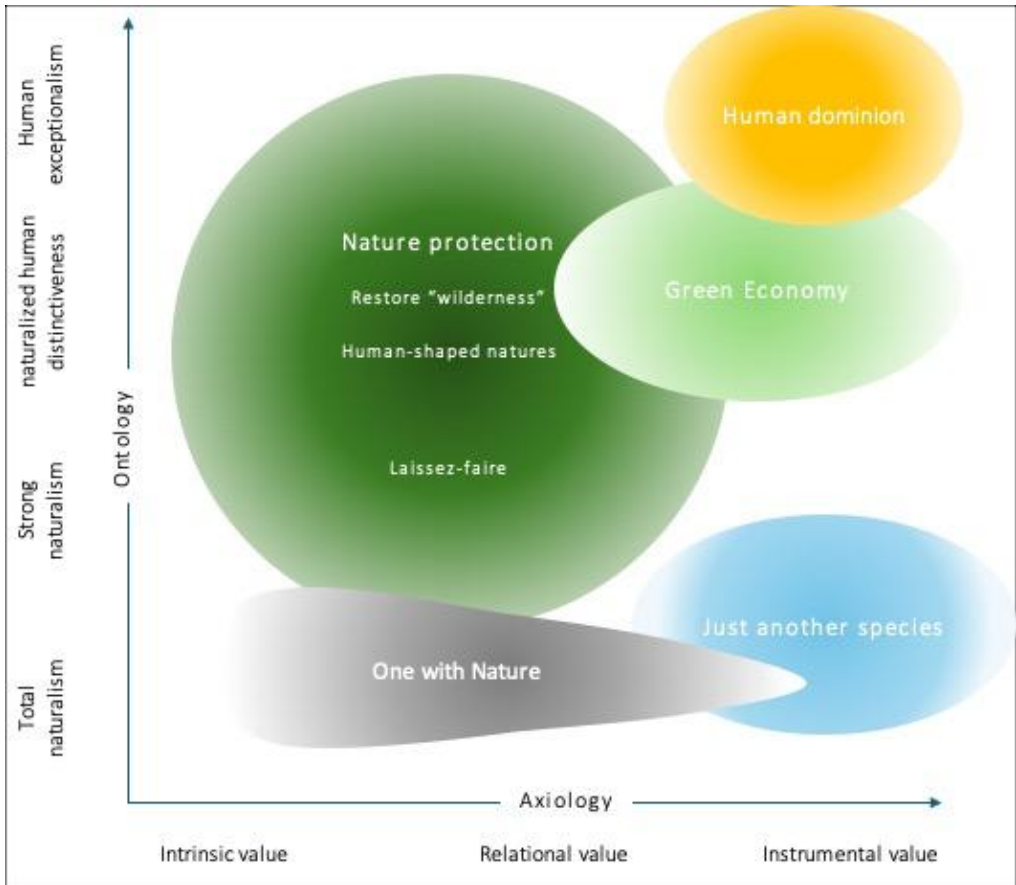 Human
exceptionalism
naturalized human
distinctiveness
Strong
naturalism
Total
naturalism
Ontology
Human dominion
Nature protection
Restore ”wilderness”
Green Economy
Human-shaped natures
Laissez-faire
Just another species
One with Nature
Axiology
Intrinsic value
Relational value
Instrumental value